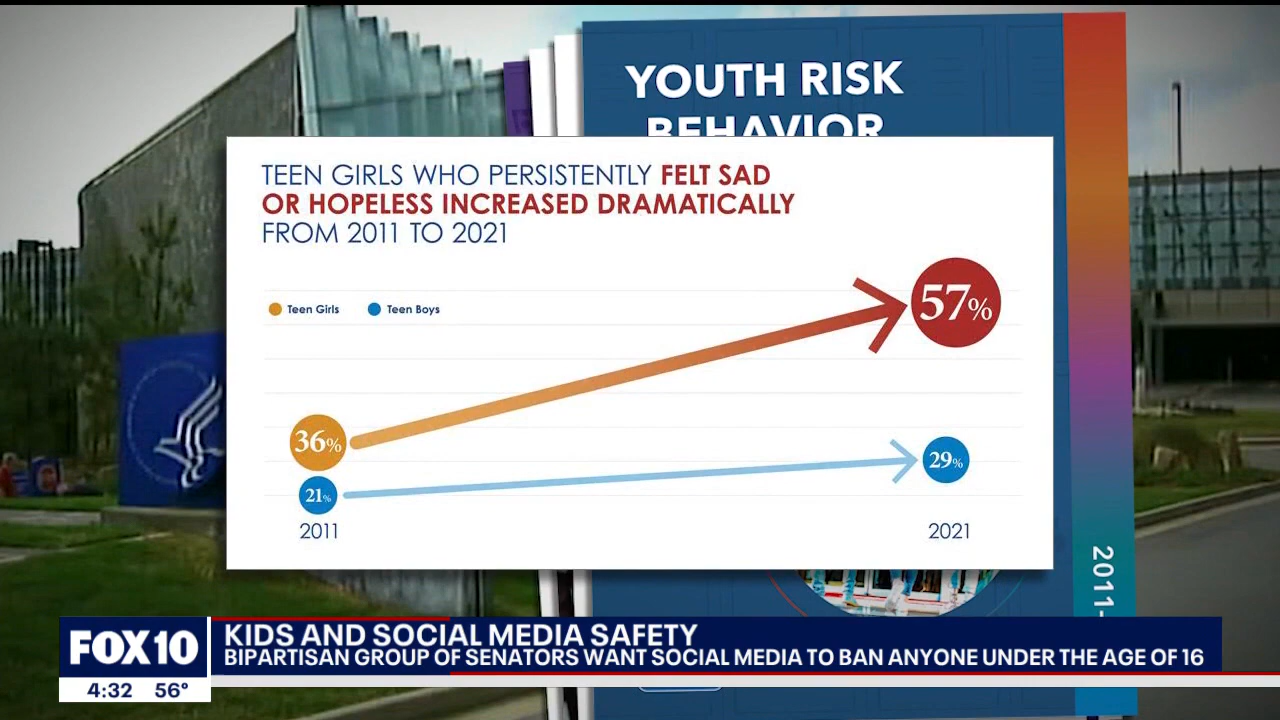 YOUTH RISK
BEHAVIOR
TEEN GIRLS WHO PERSISTENTLY FELT SAD
OR HOPELESS INCREASED DRAMATICALLY
FROM 2011 TO 2021
Teen Girls
Teen Boys
57%
36%
29%
21%
2011
2021
2011-
KIDS AND SOCIAL MEDIA SAFETY
BIPARTISAN GROUP OF SENATORS WANT SOCIAL MEDIA TO BAN ANYONE UNDER THE AGE OF 16
FOX10
4:32 56°